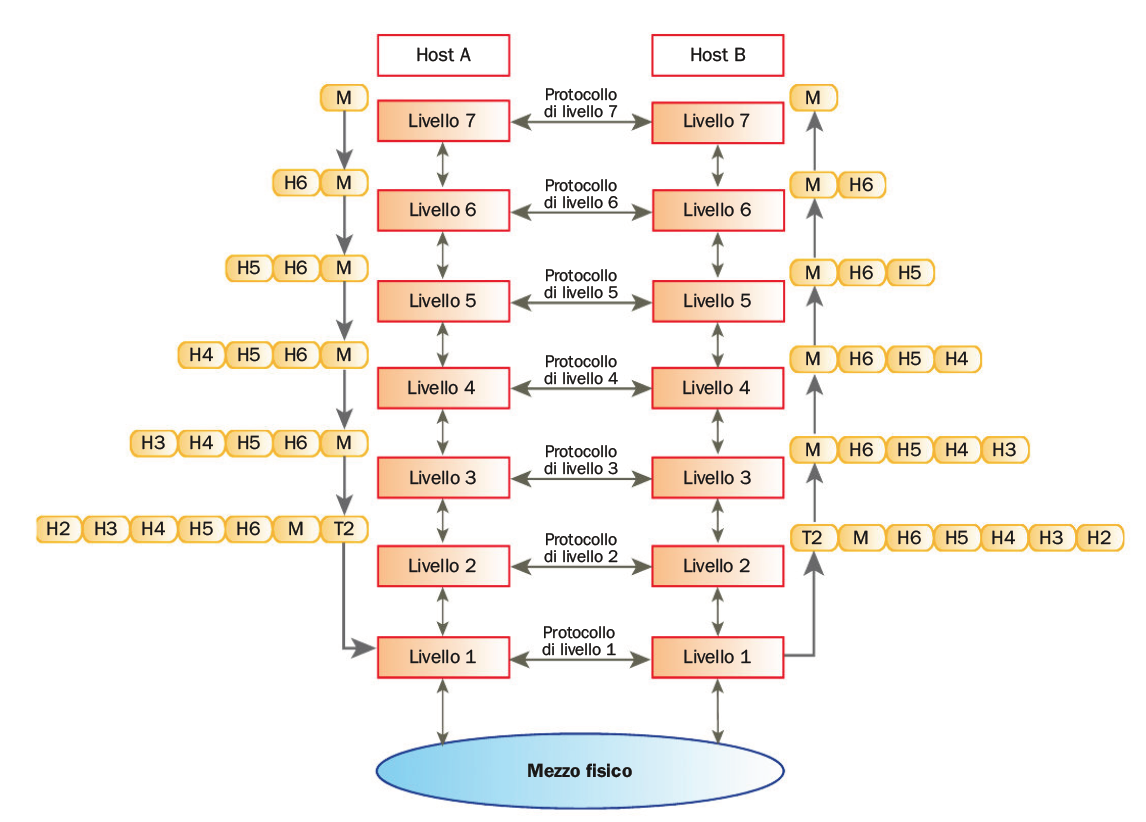 Host A
Host B
M
Protocollo
di livello 7
M
Livello 7
Livello 7
H6 M
Protocollo
di livello 6
M H6
Livello 6
Livello 6
H5 H6 M
Protocollo
di livello 5
M H6 H5
Livello 5
Livello 5
H4 H5 H6 M
Protocollo
di livello 4
M H6 H5 H4
Livello 4
Livello 4
H3 H4 H5 H6 M
Protocollo
di livello 3
M H6 H5 H4 H3
Livello 3
Livello 3
H2 H3 H4 H5 H6 M T2
Protocollo
di livello 2
T2 M H6 H5 H4 H3 H2
Livello 2
Livello 2
Protocollo
di livello 1
Livello 1
Livello 1
Mezzo fisico